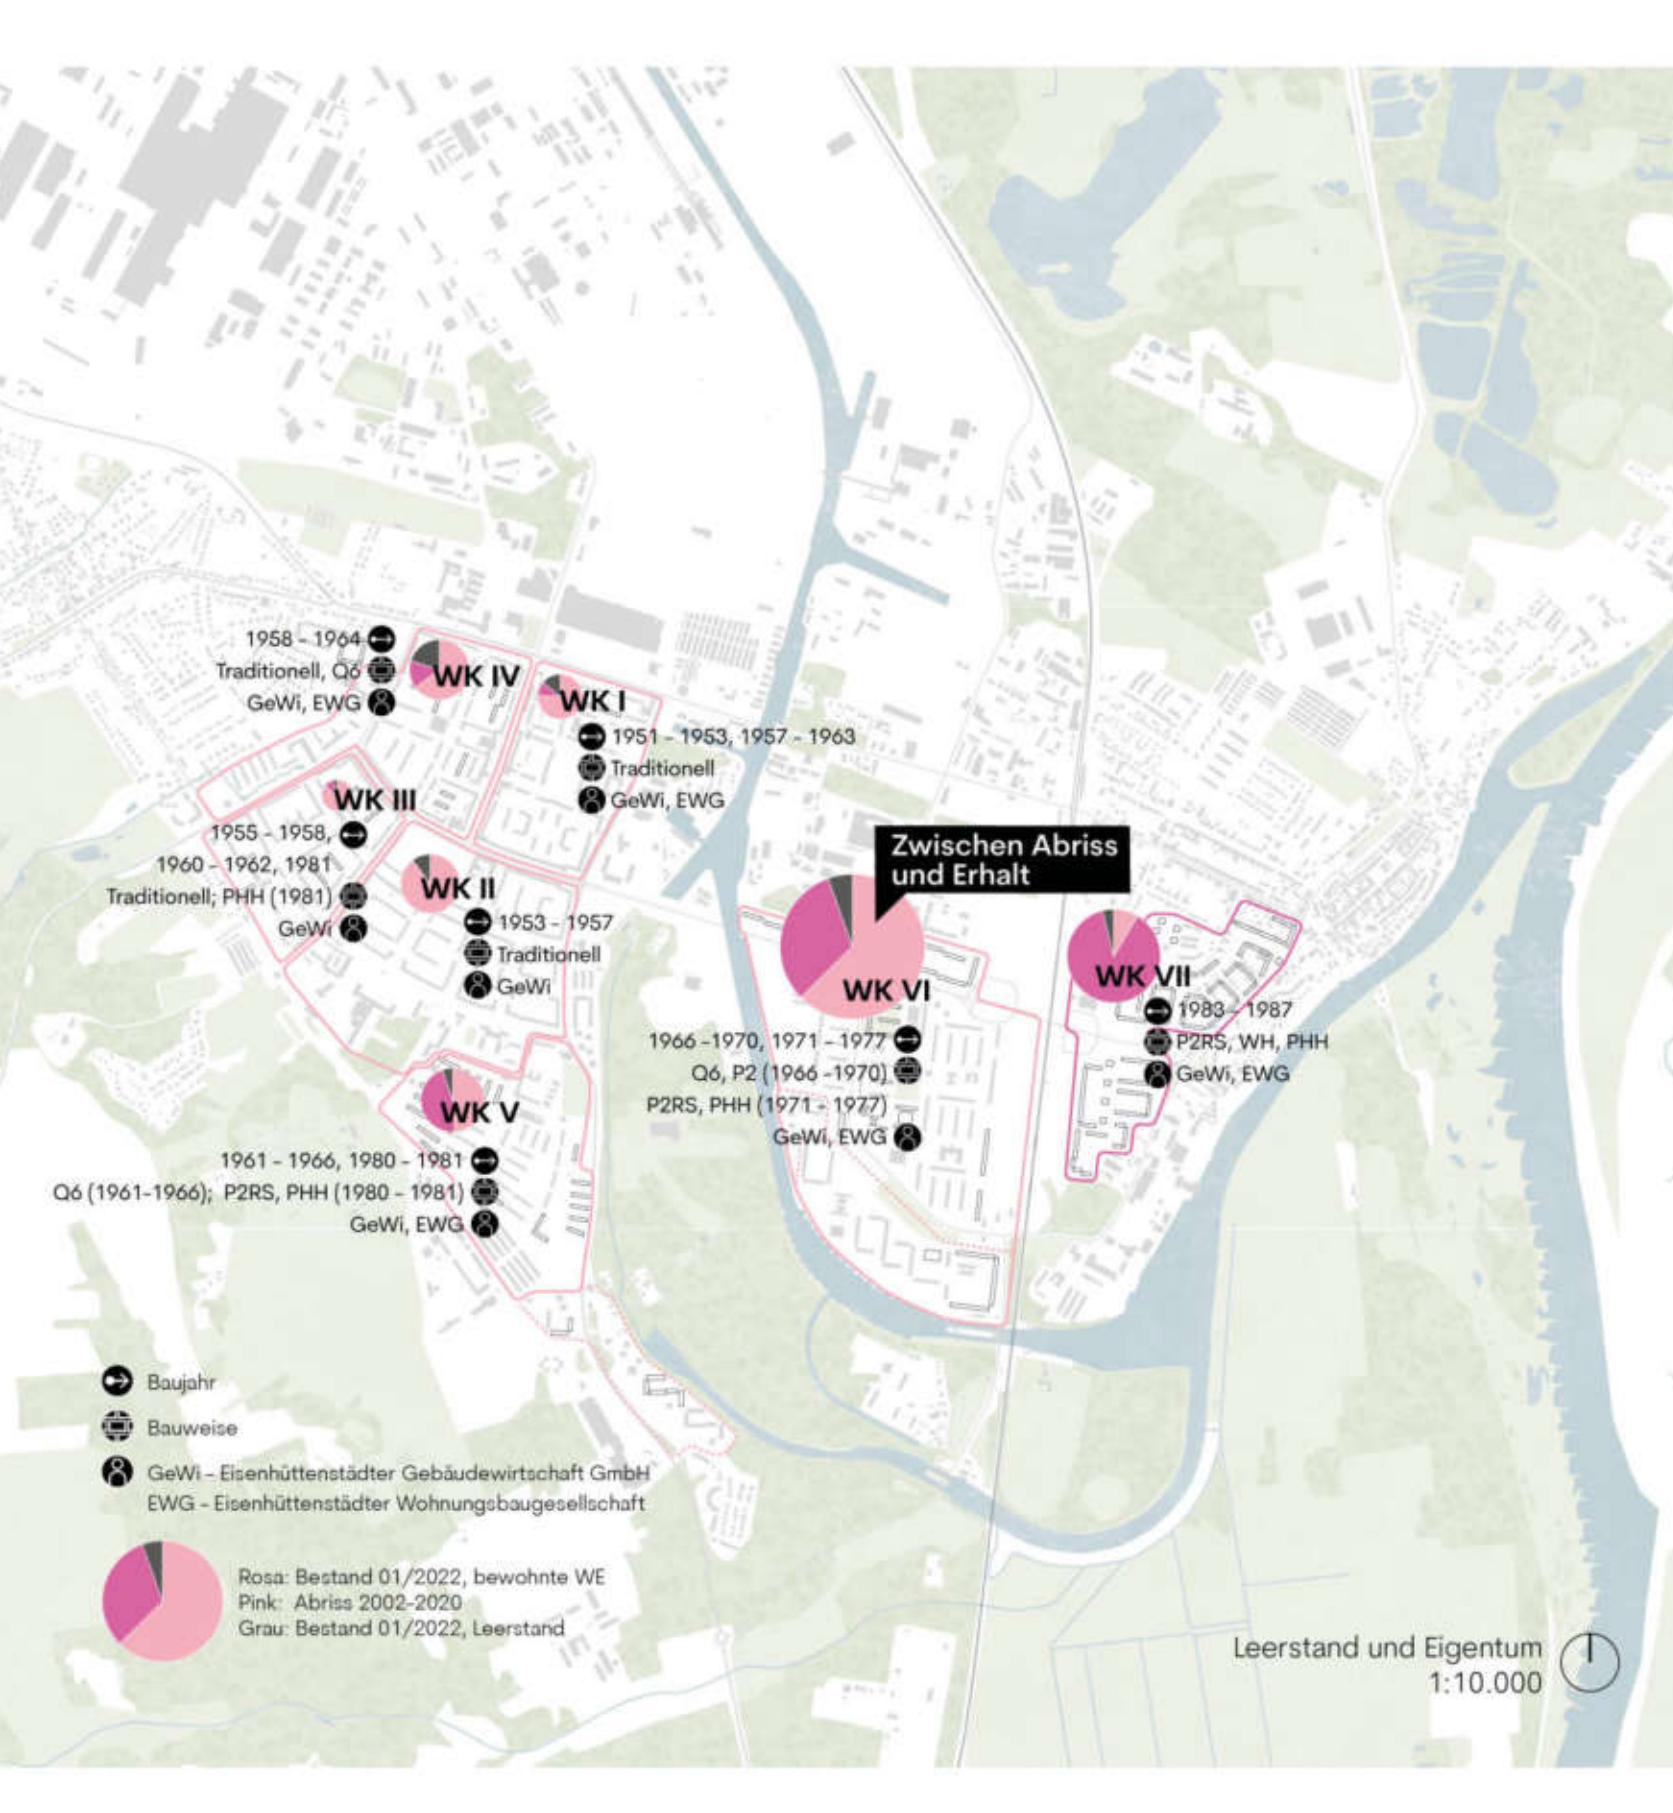 1958 - 1964
Traditionell, Q6
GeWi, EWG
WK IV
WK I
1951 - 1953, 1957 - 1963
Traditionell
GeWi, EWG
WK III
1955 - 1958,
1960 - 1962, 1981
Traditionell; PHH (1981)
GeWi
WK II
1953 - 1957
Traditionell
GeWi
Zwischen Abriss
und Erhalt
WK VI
1966 -1970, 1971 - 1977
Q6, P2 (1966 -1970)
P2RS, PHH (1971 - 1977)
GeWi, EWG
WK VII
1983 - 1987
P2RS, WH, PHH
GeWi, EWG
WK V
1961 - 1966, 1980 - 1981
Q6 (1961-1966); P2RS, PHH (1980 - 1981)
GeWi, EWG
Baujahr
Bauweise
GeWi - Eisenhüttenstädter Gebäudewirtschaft GmbH
EWG - Eisenhüttenstädter Wohnungsbaugesellschaft
Rosa: Bestand 01/2022, bewohnte WE
Pink: Abriss 2002-2020
Grau: Bestand 01/2022, Leerstand
Leerstand und Eigentum
1:10.000